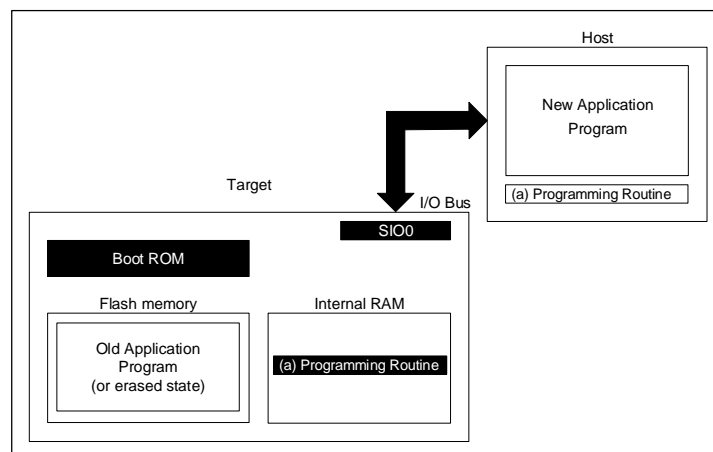 Host
New Application
Program
(a) Programming Routine
Target
I/O Bus
SIO0
Boot ROM
Flash memory
Internal RAM
Old Application
Program
(or erased state)
(a) Programming Routine